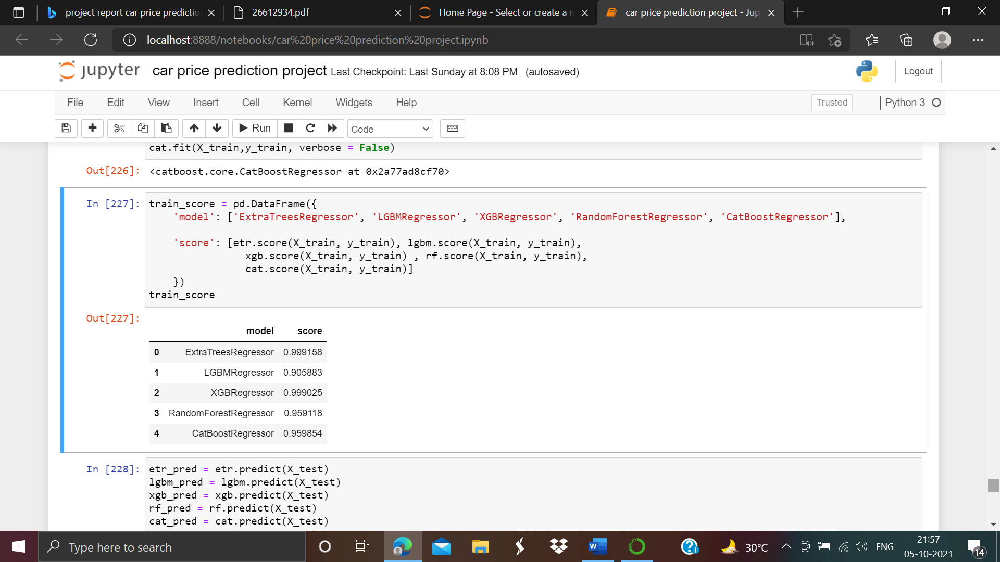 project report car price predictio
26612934.pdf
Home Page - Select or create a n
car price prediction project - Jup
localhost:8888/notebooks/car%20price%20prediction%20project.ipynb
jupyter car price prediction project Last Checkpoint: Last Sunday at 8:08 PM (autosaved)
Logout
File Edit View Insert Cell Kernel Widgets Help
Trusted
Python 3
Run
Code
cat.fit(X_train,y_train, verbose = False)
Out[226]: <catboost.core.CatBoostRegressor at 0x2a77ad8cf70>
In [227]: train_score = pd.DataFrame({
'model': ['ExtraTreesRegressor', 'LGBMRegressor', 'XGBRegressor', 'RandomForestRegressor', 'CatBoostRegressor'],
'score': [etr.score(X_train, y_train), lgbm.score(X_train, y_train),
xgb.score(X_train, y_train) , rf.score(X_train, y_train),
cat.score(X_train, y_train)]
})
train_score
Out[227]:
model score
0 ExtraTreesRegressor 0.999158
1 LGBMRegressor 0.905883
2 XGBRegressor 0.999025
3 RandomForestRegressor 0.959118
4 CatBoostRegressor 0.959854
In [228]: etr_pred = etr.predict(X_test)
lgbm_pred = lgbm.predict(X_test)
xgb_pred = xgb.predict(X_test)
rf_pred = rf.predict(X_test)
cat_pred = cat.predict(X_test)
Type here to search
30°C
ENG
21:57
05-10-2021
14